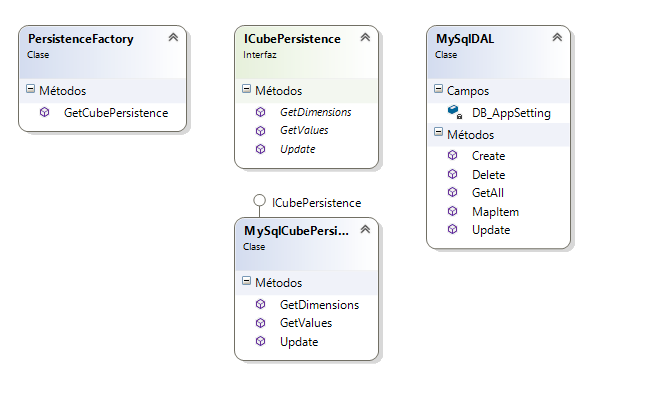 PersistenceFactory
Clase
Métodos
GetCubePersistence
ICubePersistence
Interfaz
Métodos
GetDimensions
GetValues
Update
ICubePersistence
MySqlCubePersi...
Clase
Métodos
GetDimensions
GetValues
Update
MySqlDAL
Clase
Campos
DB_AppSetting
Métodos
Create
Delete
GetAll
MapItem
Update